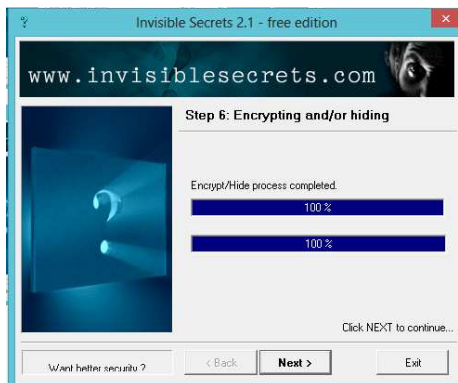 Invisible Secrets 2.1 - free edition
www.invisiblesecrets.com
Step 6: Encrypting and/or hiding
Encrypt/Hide process completed.
100 %
100 %
Click NEXT to continue...
Want better security ?
< Back
Next >
Exit